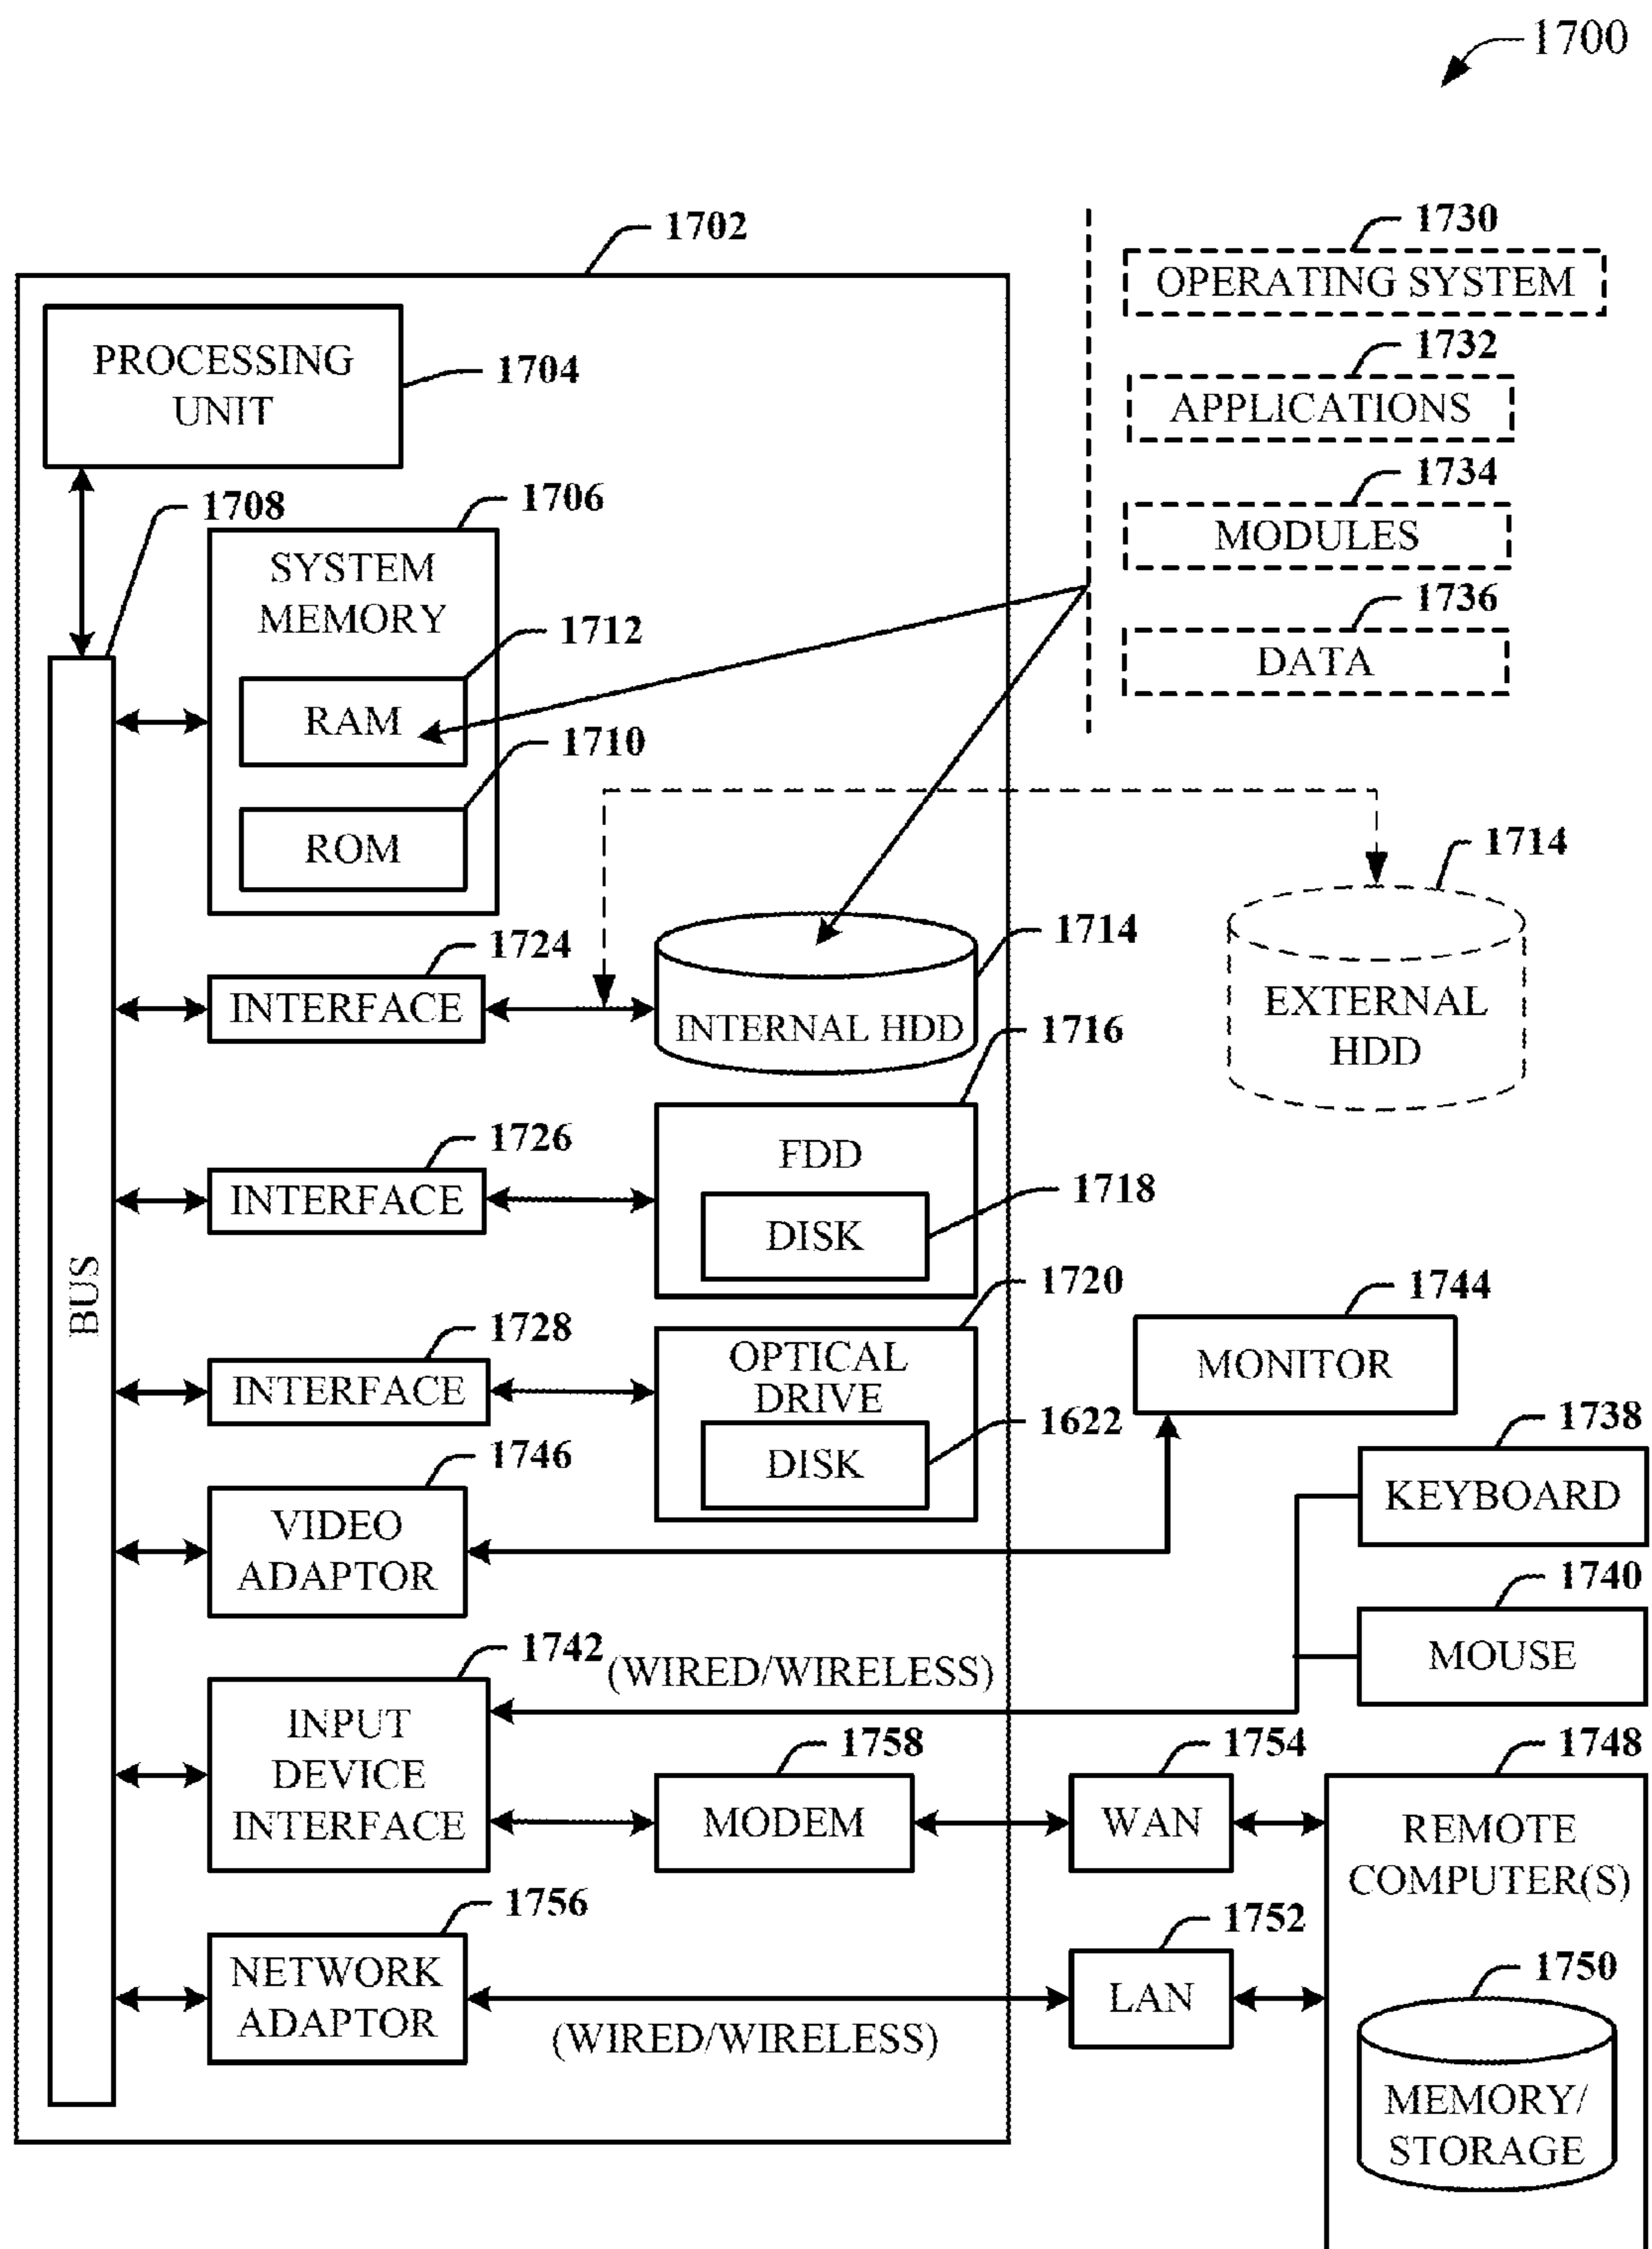 1700
1702
1730
OPERATING SYSTEM
PROCESSING
UNIT
1704
1732
APPLICATIONS
1734
MODULES
1736
DATA
1708
1706
SYSTEM
MEMORY
1712
RAM
1710
ROM
1714
EXTERNAL
HDD
1724
INTERFACE
1714
INTERNAL HDD
1716
FDD
1726
INTERFACE
1718
DISK
BUS
1720
OPTICAL
DRIVE
1728
INTERFACE
1622
DISK
1744
MONITOR
1738
KEYBOARD
1746
VIDEO
ADAPTOR
1740
MOUSE
1742
(WIRED/WIRELESS)
INPUT
DEVICE
INTERFACE
1758
MODEM
1754
WAN
1748
REMOTE
COMPUTER(S)
1756
NETWORK
ADAPTOR
(WIRED/WIRELESS)
1752
LAN
1750
MEMORY/
STORAGE